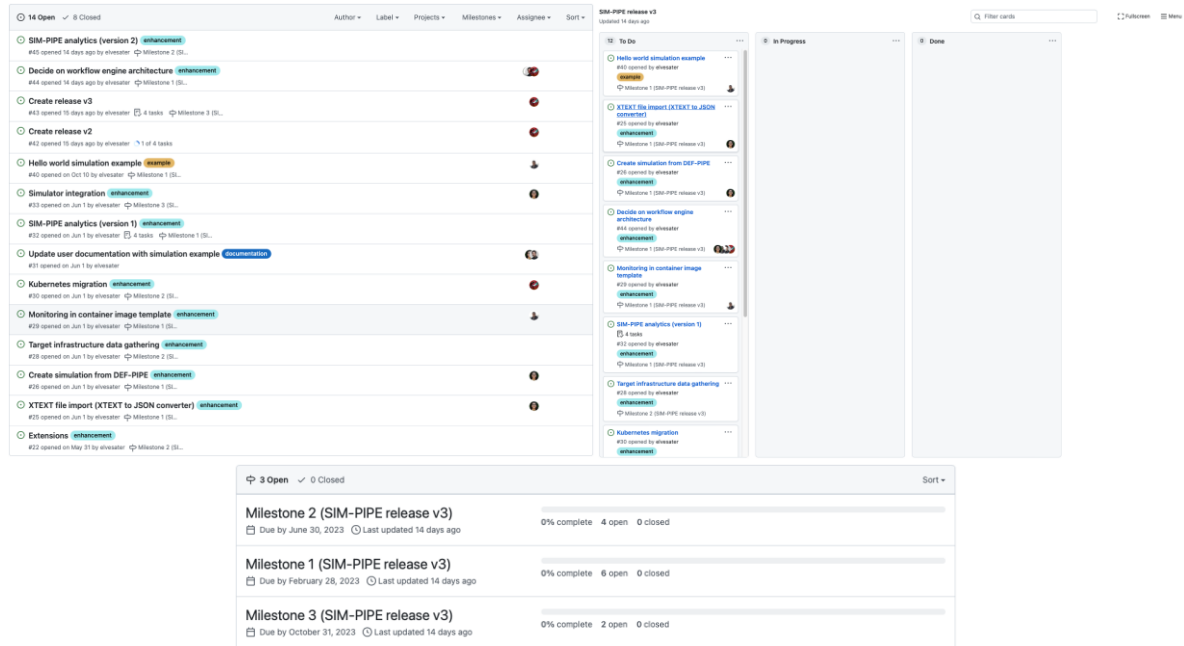 14 Open 8 Closed Author Label Projects Milestones Assignee Sort
SIM-PIPE analytics (version 2) enhancement
#45 opened 14 days ago by elvesater Milestone 2 (SI...
Decide on workflow engine architecture enhancement
#44 opened 14 days ago by elvesater Milestone 1 (SI...
Create release v3
#43 opened 15 days ago by elvesater 4 tasks Milestone 3 (SI...
Create release v2
#42 opened 15 days ago by elvesater 1 of 4 tasks
Hello world simulation example example
#40 opened on Oct 10 by elvesater Milestone 1 (SI...
Simulator integration enhancement
#33 opened on Jun 1 by elvesater Milestone 3 (SI...
SIM-PIPE analytics (version 1) enhancement
#32 opened on Jun 1 by elvesater 4 tasks Milestone 1 (SI...
Update user documentation with simulation example documentation
#31 opened on Jun 1 by elvesater
Kubernetes migration enhancement
#30 opened on Jun 1 by elvesater Milestone 2 (SI...
Monitoring in container image template enhancement
#29 opened on Jun 1 by elvesater Milestone 1 (SI...
Target infrastructure data gathering enhancement
#28 opened on Jun 1 by elvesater Milestone 2 (SI...
Create simulation from DEF-PIPE enhancement
#26 opened on Jun 1 by elvesater Milestone 1 (SI...
XTEXT file import (XTEXT to JSON converter) enhancement
#25 opened on Jun 1 by elvesater Milestone 1 (SI...
Extensions enhancement
#22 opened on May 31 by elvesater Milestone 2 (SI...
SIM-PIPE release v3
Updated 14 days ago
Filter cards Fullscreen Menu
12 To Do
Hello world simulation example
#40 opened by elvesater
example
Milestone 1 (SIM-PIPE release v3)
XTEXT file import (XTEXT to JSON
converter)
#25 opened by elvesater
enhancement
Milestone 1 (SIM-PIPE release v3)
Create simulation from DEF-PIPE
#26 opened by elvesater
enhancement
Milestone 1 (SIM-PIPE release v3)
Decide on workflow engine
architecture
#44 opened by elvesater
enhancement
Milestone 1 (SIM-PIPE release v3)
Monitoring in container image
template
#29 opened by elvesater
enhancement
Milestone 1 (SIM-PIPE release v3)
SIM-PIPE analytics (version 1)
4 tasks
#32 opened by elvesater
enhancement
Milestone 1 (SIM-PIPE release v3)
Target infrastructure data gathering
#28 opened by elvesater
enhancement
Milestone 2 (SIM-PIPE release v3)
Kubernetes migration
#30 opened by elvesater
enhancement
0 In Progress
0 Done
3 Open 0 Closed Sort
Milestone 2 (SIM-PIPE release v3)
Due by June 30, 2023 Last updated 14 days ago
0% complete 4 open 0 closed
Milestone 1 (SIM-PIPE release v3)
Due by February 28, 2023 Last updated 14 days ago
0% complete 6 open 0 closed
Milestone 3 (SIM-PIPE release v3)
Due by October 31, 2023 Last updated 14 days ago
0% complete 2 open 0 closed